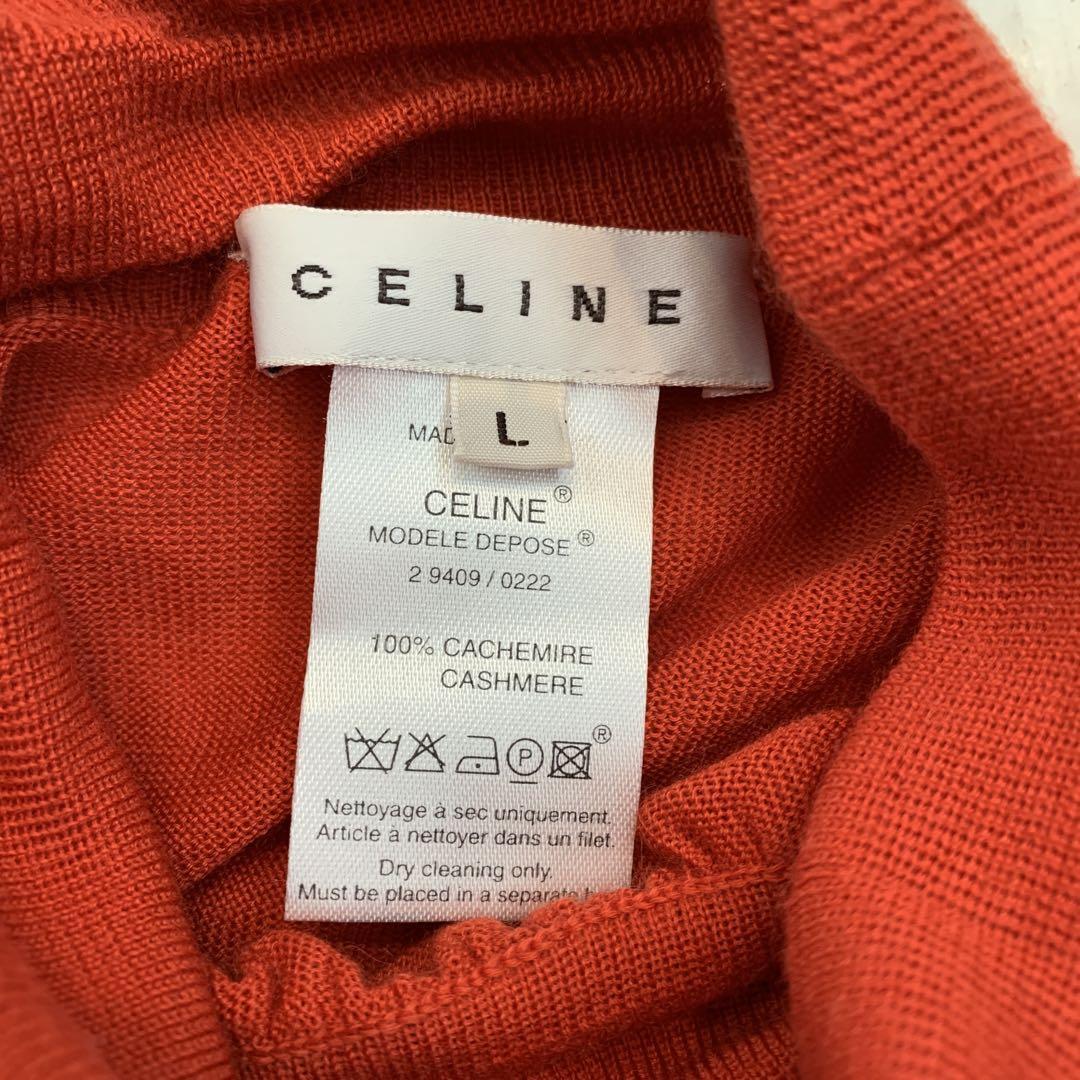 CELINE
L
CELINE®
MODELE DEPOSE®
2 9409 / 0222
100% CACHEMIRE
CASHMERE
P ®
Nettoyage à sec uniquement.
Article à nettoyer dans un filet.
Dry cleaning only.
Must be placed in a separate